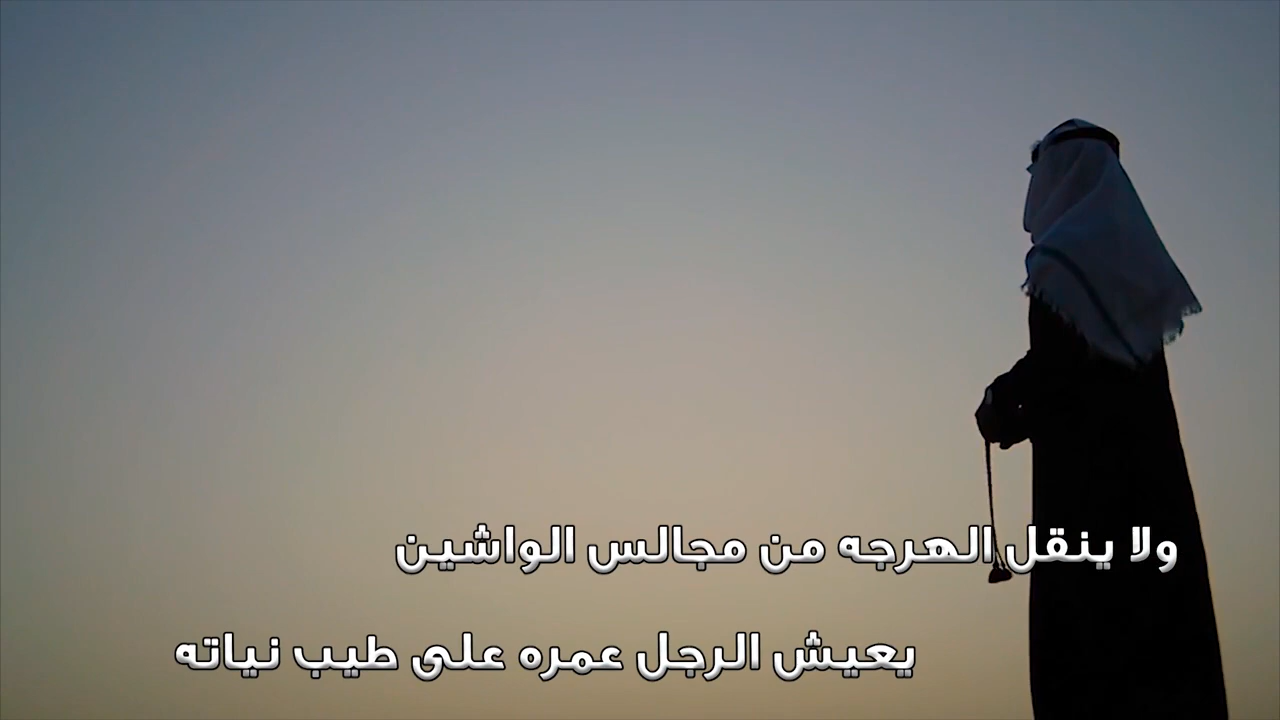 ولا ينقل الهرجه من مجالس الواشين
يعيش الرجل عمره على طيب نياته